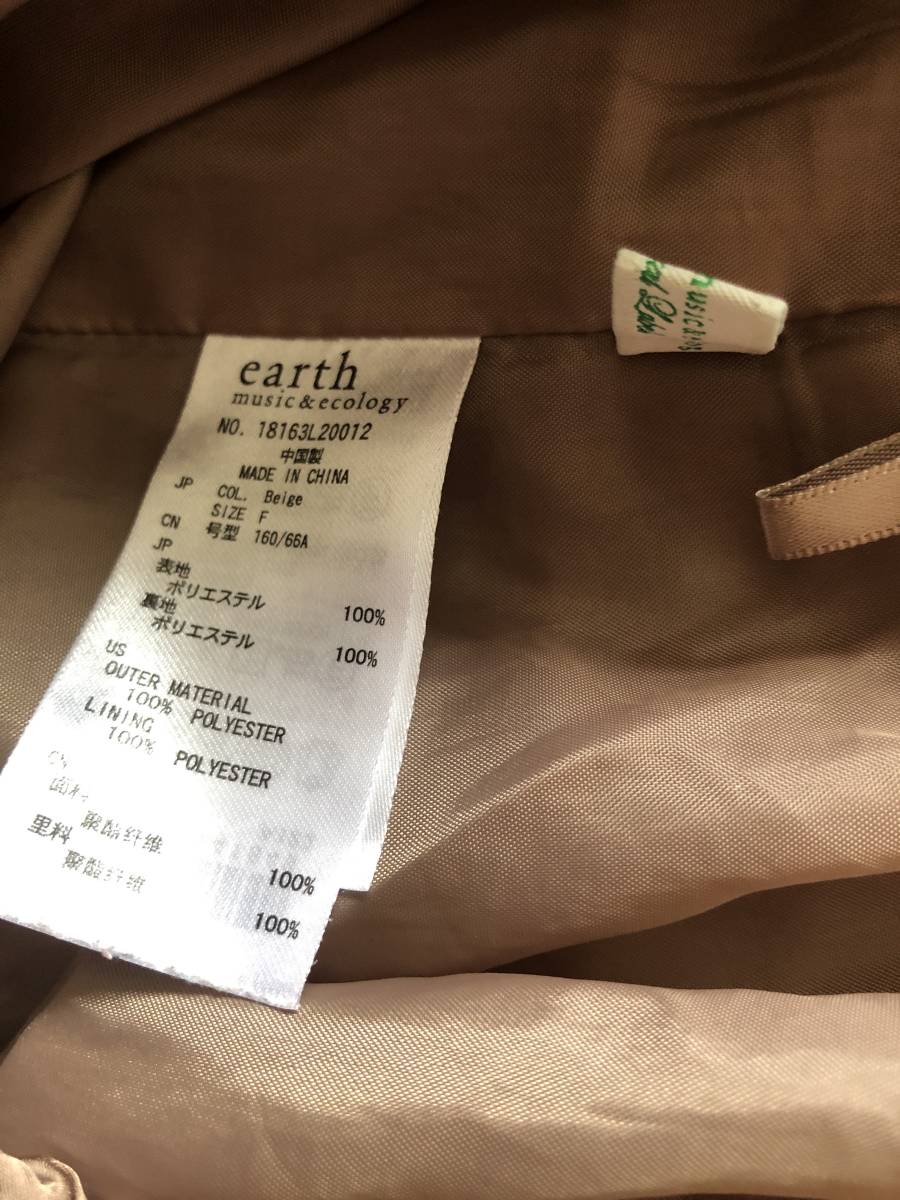 earth
music&ecology
NO. 18163L20012
中国製
MADE IN CHINA
JP COL. Beige
SIZE F
CN 号型 160/66A
JP
表地
ポリエステル 100%
裏地
ポリエステル 100%
US
OUTER MATERIAL
100% POLYESTER
LINING
100% POLYESTER
CN
面料
聚酯纤维 100%
里料
聚酯纤维 100%